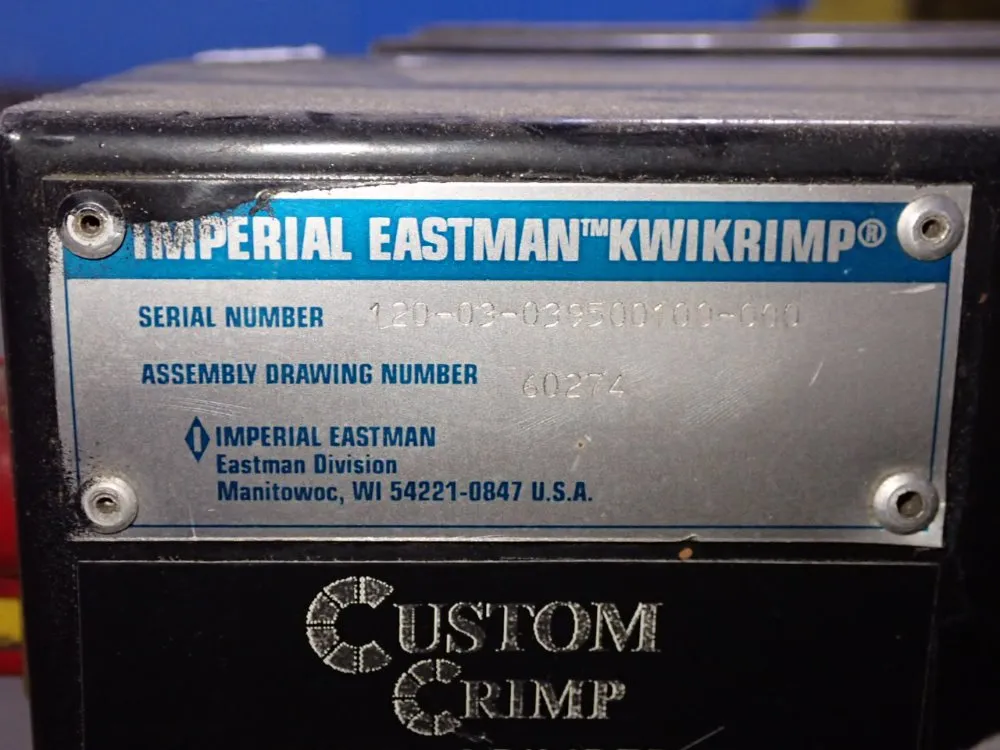 IMPERIAL EASTMAN™KWIKRIMP®
SERIAL NUMBER 120-03-039500100-000
ASSEMBLY DRAWING NUMBER 60274
IMPERIAL EASTMAN
Eastman Division
Manitowoc, WI 54221-0847 U.S.A.
CUSTOM
CRIMP